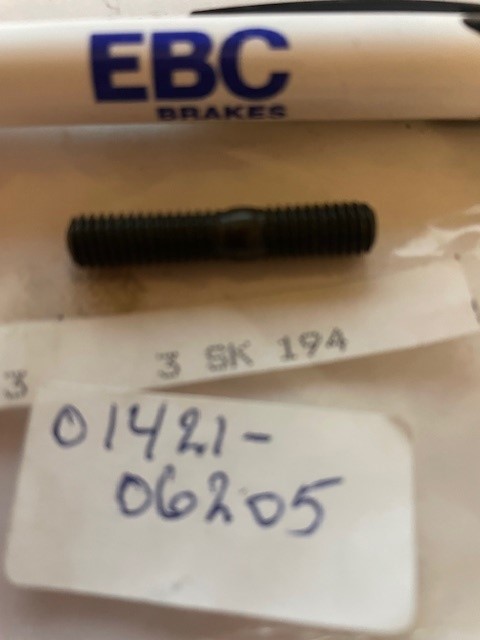 EBC
BRAKES
3 3 SK 194
01421-
06205